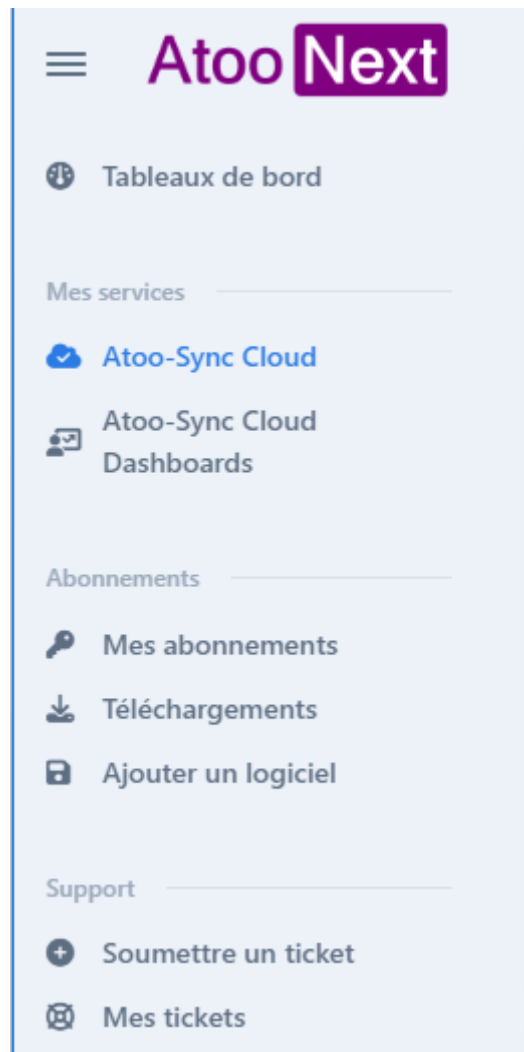 Atoo Next
Tableaux de bord
Mes services
Atoo-Sync Cloud
Atoo-Sync Cloud
Dashboards
Abonnements
Mes abonnements
Téléchargements
Ajouter un logiciel
Support
Soumettre un ticket
Mes tickets